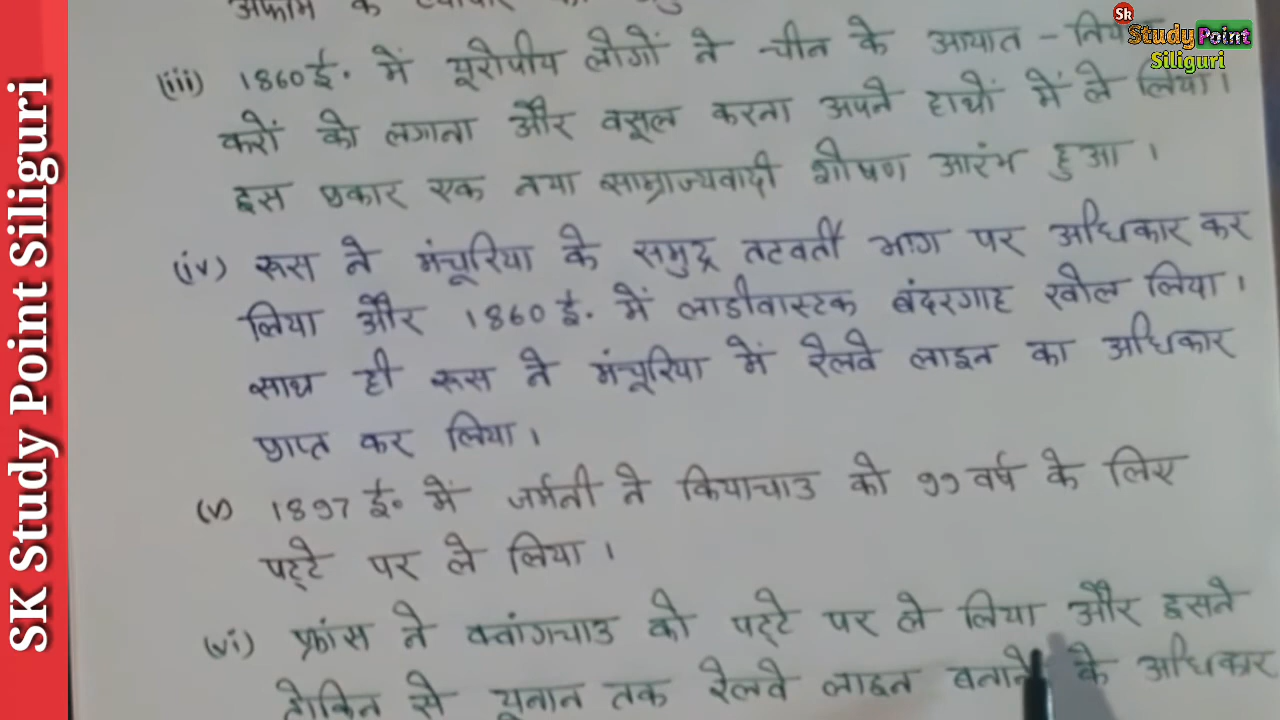 के
(iii) 1860 ई. में यूरोपीय लोगों ने चीन के आयात -
करों को लगाना और वसूल करना अपने हाथों में ले लिया।
इस प्रकार एक नया साम्राज्यवादी शोषण आरंभ हुआ।
(iv) रूस ने मंचूरिया के समुद्र तटवर्ती भाग पर अधिकार कर
लिया और 1860 ई. में लाडीवास्टक बंदरगाह खोल लिया।
साथ ही रूस ने मंचूरिया में रेलवे लाइन का अधिकार
प्राप्त कर लिया।
(v) 1897 ई. में जर्मनी ने कियाचाउ को 99 वर्ष के लिए
पट्टे पर ले लिया।
(vi) फ्रांस ने क्वांगचाउ को पट्टे पर ले लिया और इसने
टोकिन से यूनान तक रेलवे लाइन बनाने के अधिकार
SK Study Point Siliguri
Sk
Study Point
Siliguri